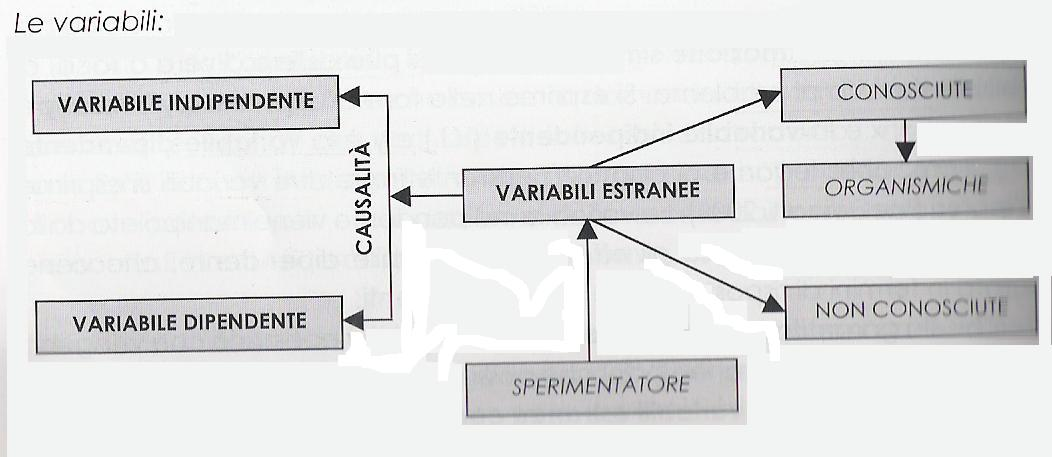 Le variabili:
VARIABILE INDIPENDENTE
CONOSCIUTE
CAUSALITÀ
VARIABILI ESTRANEE
ORGANISMICHE
VARIABILE DIPENDENTE
NON CONOSCIUTE
SPERIMENTATORE